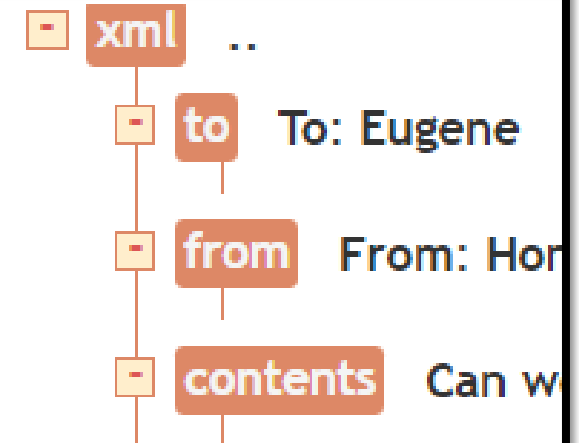 - xml ..
- to To: Eugene
- from From: Hor
- contents Can